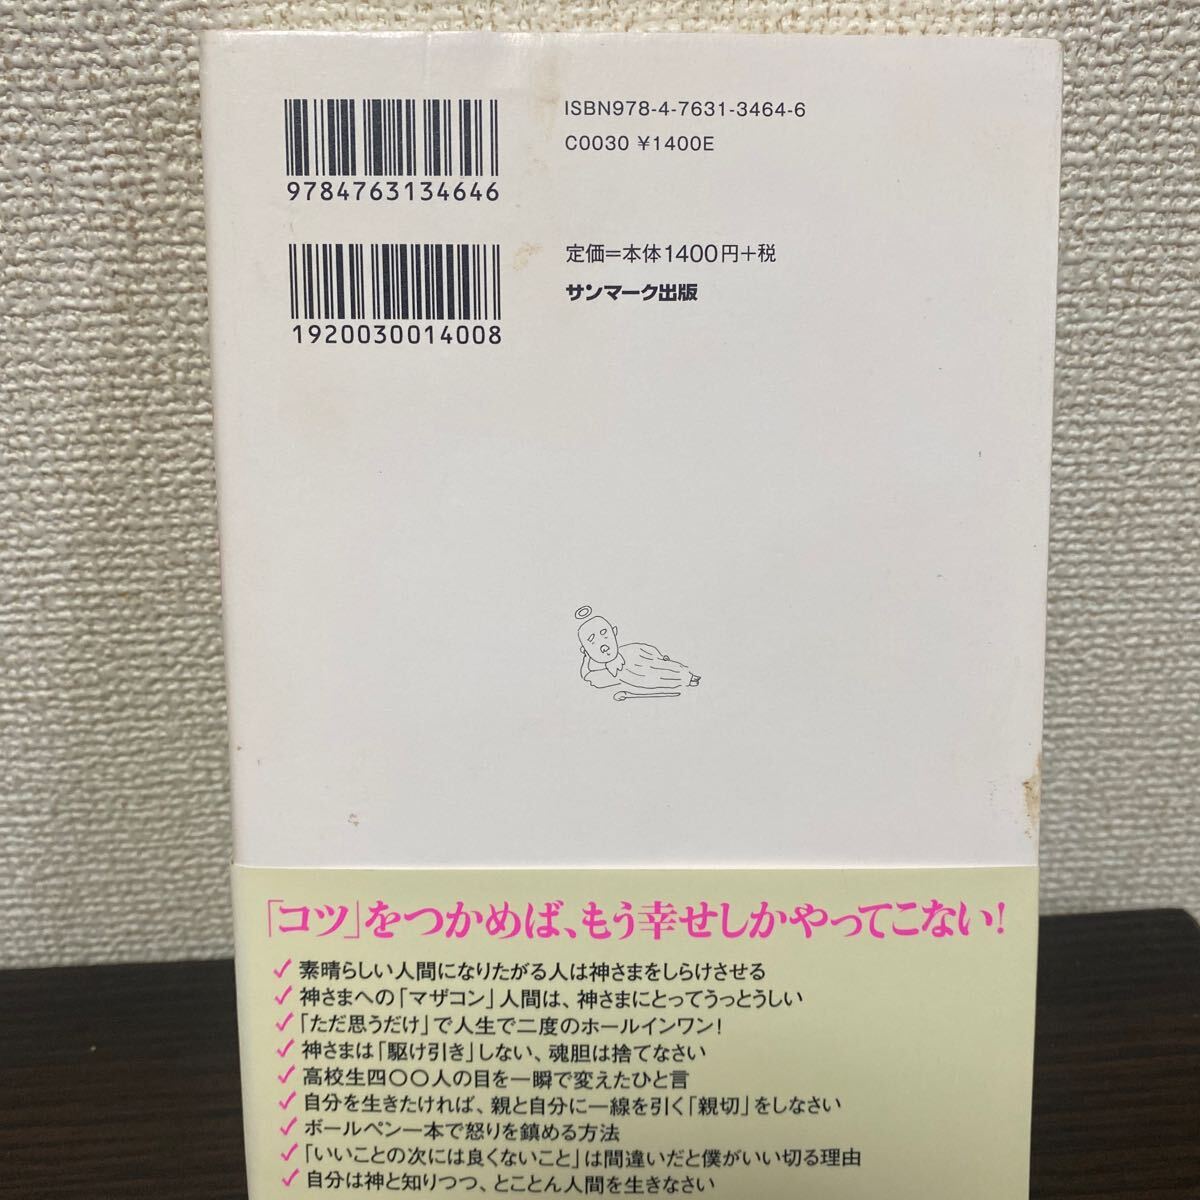 ISBN978-4-7631-3464-6
C0030 ¥1400E
9784763134646
定価=本体1400円+税
サンマーク出版
1920030014008
「コツ」をつかめば、もう幸せしかやってこない!
✓ 素晴らしい人間になりたがる人は神さまをしらけさせる
✓ 神さまへの「マザコン」人間は、神さまにとってうっとうしい
✓ 「ただ思うだけ」で人生で二度のホールインワン!
✓ 神さまは「駆け引き」しない、魂胆は捨てなさい
✓ 高校生四〇〇人の目を一瞬で変えたひと言
✓ 自分を生きたければ、親と自分に一線を引く「親切」をしなさい
✓ ボールペン一本で怒りを鎮める方法
✓ 「いいことの次には良くないこと」は間違いだと僕がいい切る理由
✓ 自分は神と知りつつ、とことん人間を生きなさい